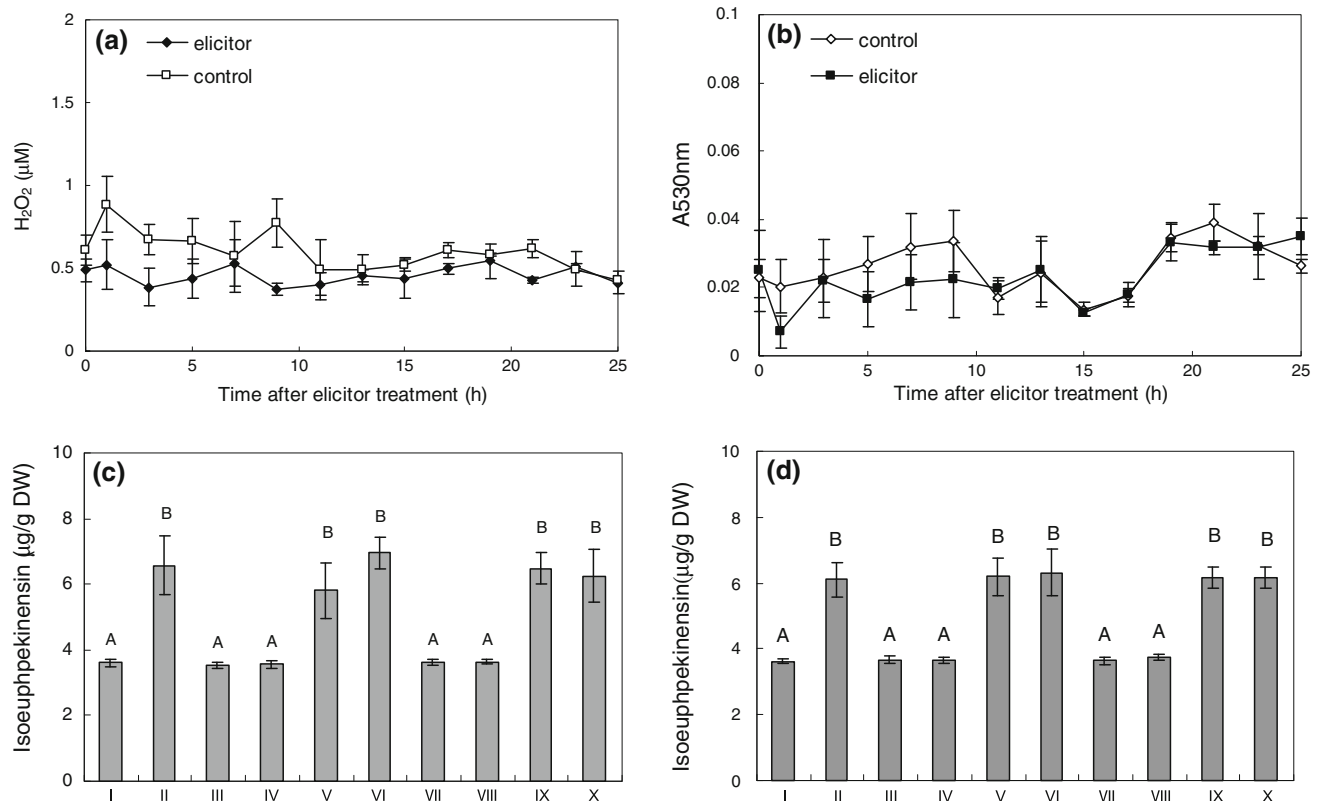 (a)
elicitor
control
2
1.5
1
0.5
0
H₂O₂ (μM)
0 5 10 15 20 25
Time after elicitor treatment (h)
(b)
control
elicitor
0.1
0.08
0.06
0.04
0.02
0
A530nm
0 5 10 15 20 25
Time after elicitor treatment (h)
(c)
10
8
6
4
2
0
Isoeuphpekinensin (μg/g DW)
A B A A B B A A B B
I II III IV V VI VII VIII IX X
(d)
10
8
6
4
2
0
Isoeuphpekinensin(μg/g DW)
A B A A B B A A B B
I II III IV V VI VII VIII IX X